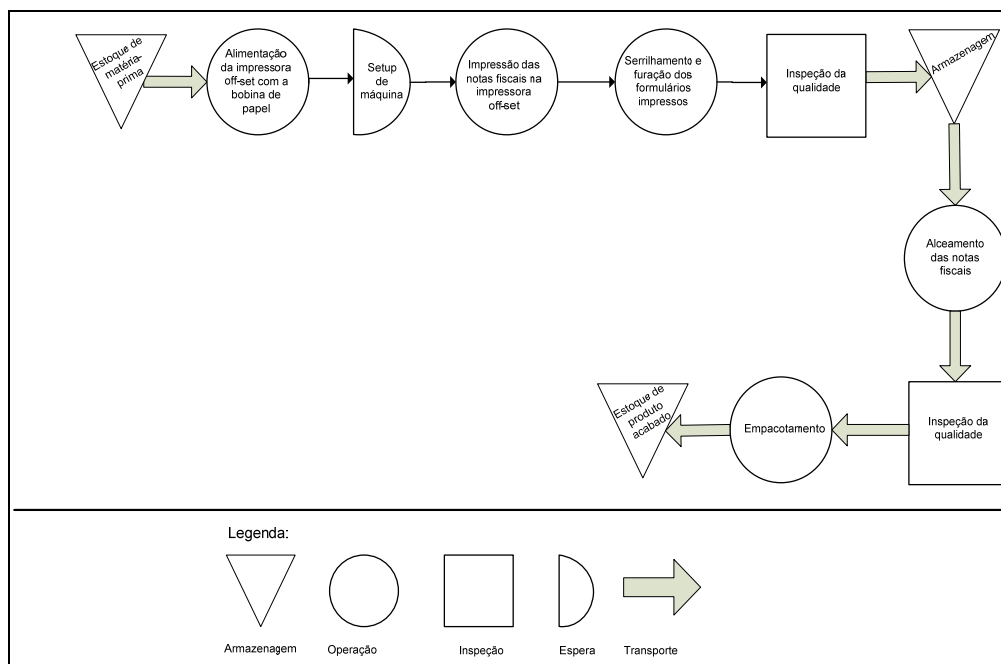 Estoque de
matéria-
prima
Alimentação
da impressora
off-set com a
bobina de
papel
Setup
de
máquina
Impressão das
notas fiscais na
impressora
off-set
Serrilhamento e
furação dos
formulários
impressos
Inspeção da
qualidade
Armazenagem
Alceamento
das notas
fiscais
Inspeção da
qualidade
Empacotamento
Estoque de
produto
acabado
Legenda:
Armazenagem
Operação
Inspeção
Espera
Transporte